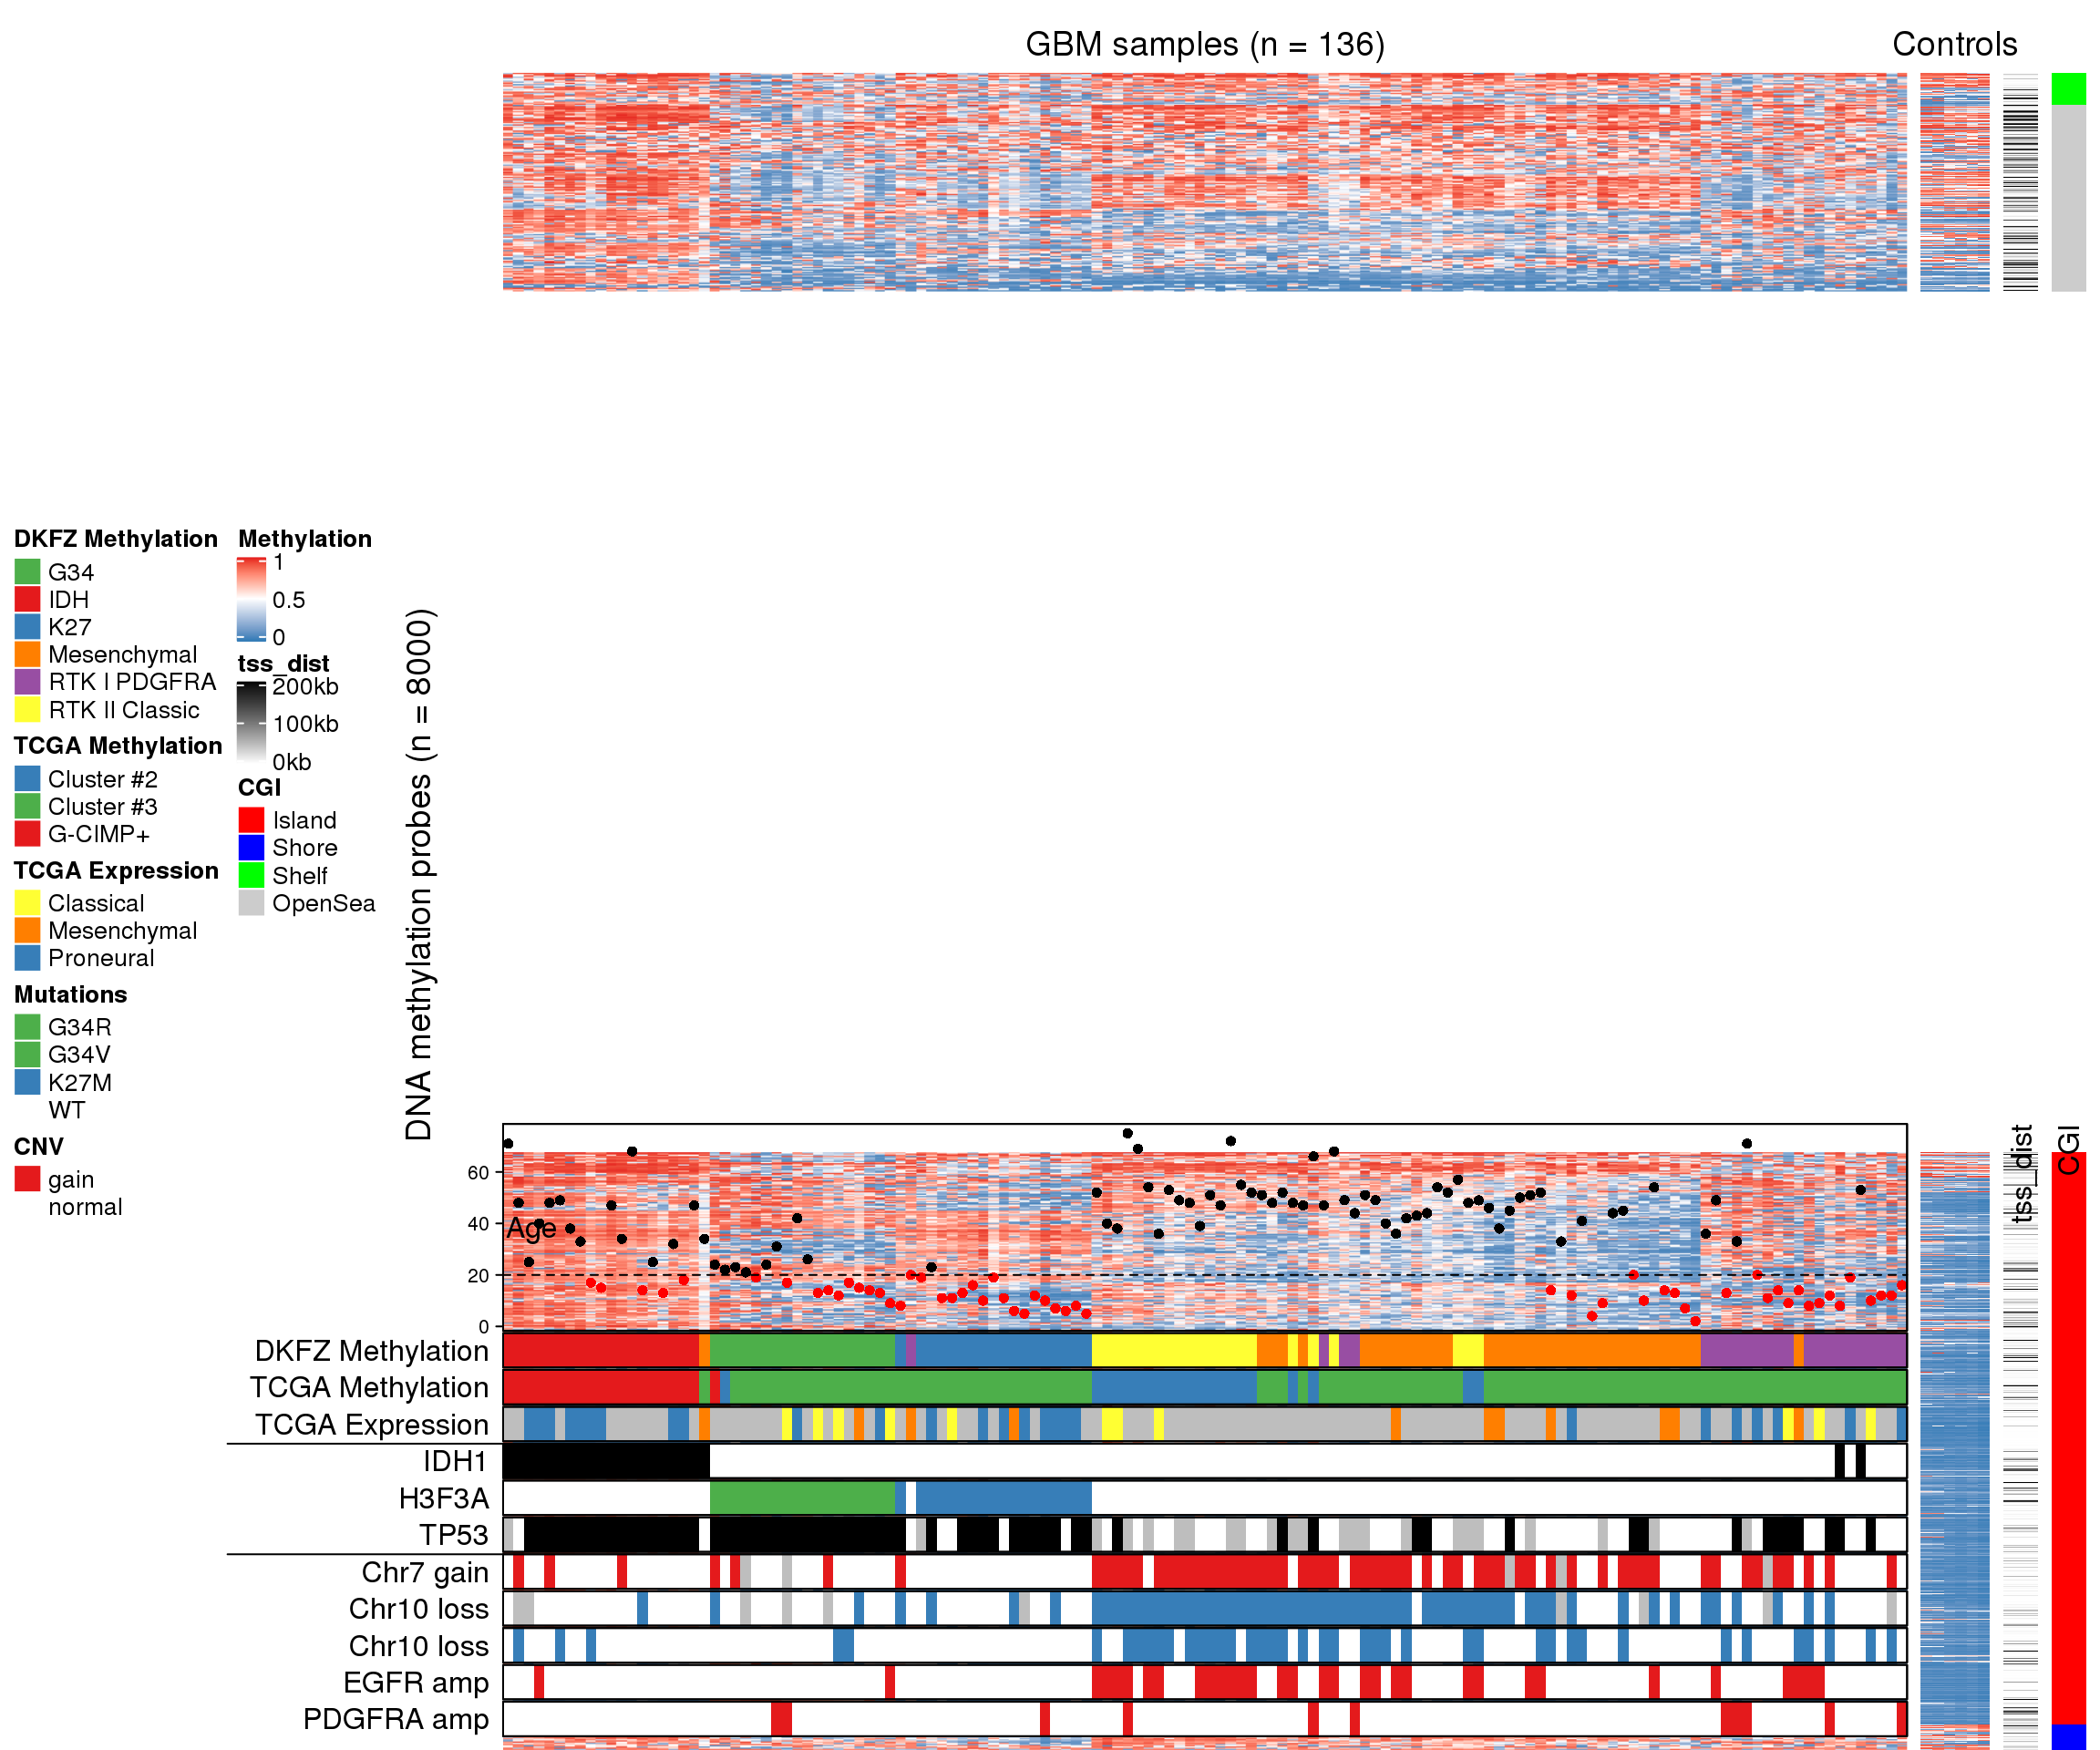 GBM samples (n = 136)
Controls
DKFZ Methylation
G34
IDH
K27
Mesenchymal
RTK I PDGFRA
RTK II Classic
TCGA Methylation
Cluster #2
Cluster #3
G-CIMP+
TCGA Expression
Classical
Mesenchymal
Proneural
Mutations
G34R
G34V
K27M
WT
CNV
gain
normal
Methylation
1
0.5
0
tss_dist
200kb
100kb
0kb
CGI
Island
Shore
Shelf
OpenSea
DNA methylation probes (n = 8000)
60
40
20
0
Age
tss_dist
CGI
DKFZ Methylation
TCGA Methylation
TCGA Expression
IDH1
H3F3A
TP53
Chr7 gain
Chr10 loss
Chr10 loss
EGFR amp
PDGFRA amp